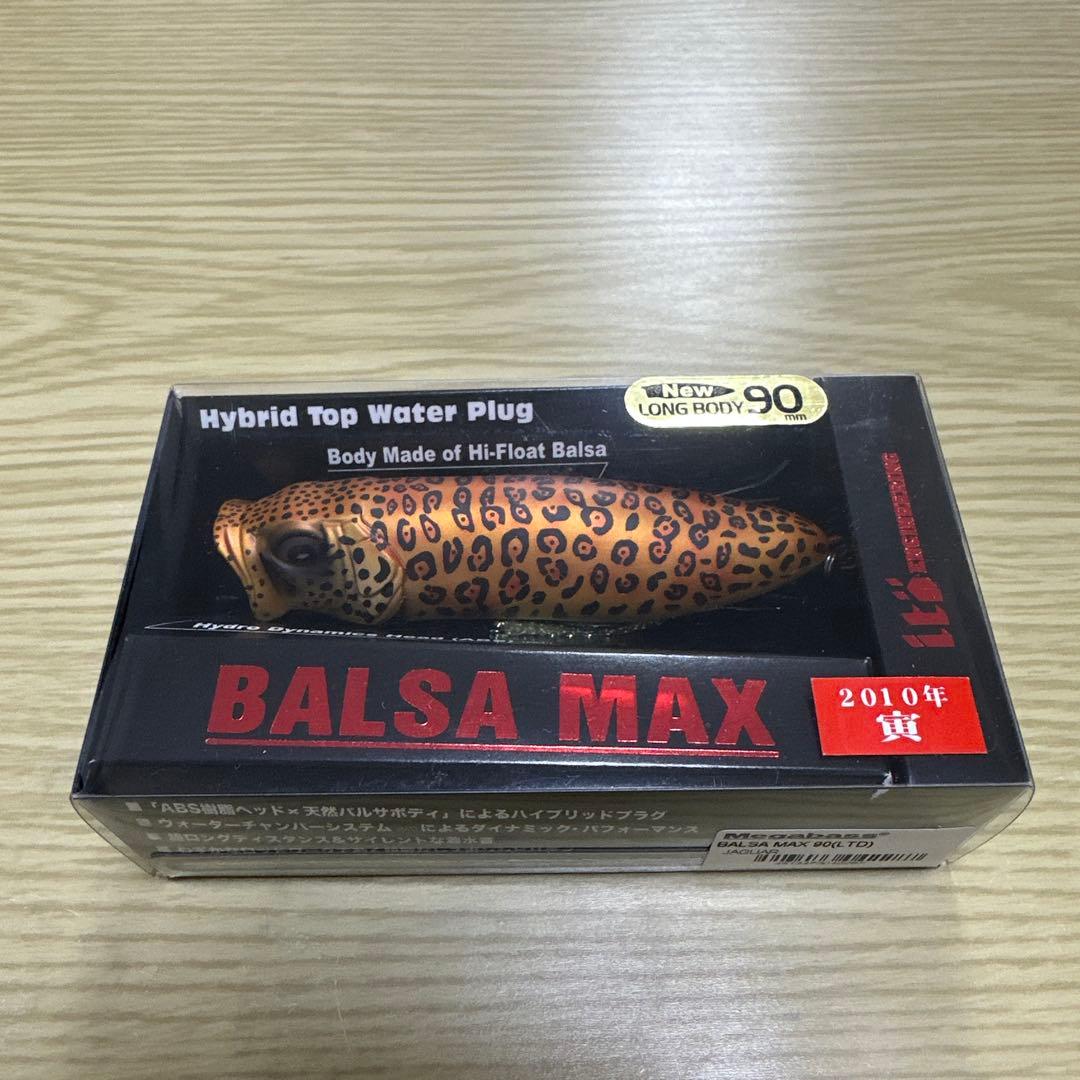 Hybrid Top Water Plug
New
LONG BODY 90
mm
Body Made of Hi-Float Balsa
Hydro Dynamics Head
ENGINEERING
BALSA MAX
2010年
寅
■「ABS樹脂ヘッド×天然バルサボディ」によるハイブリッドプラグ
ウォーターチャンバーシステム によるダイナミック・パフォーマンス
Megabass®
BALSA MAX 90(LTD)
JAGUAR